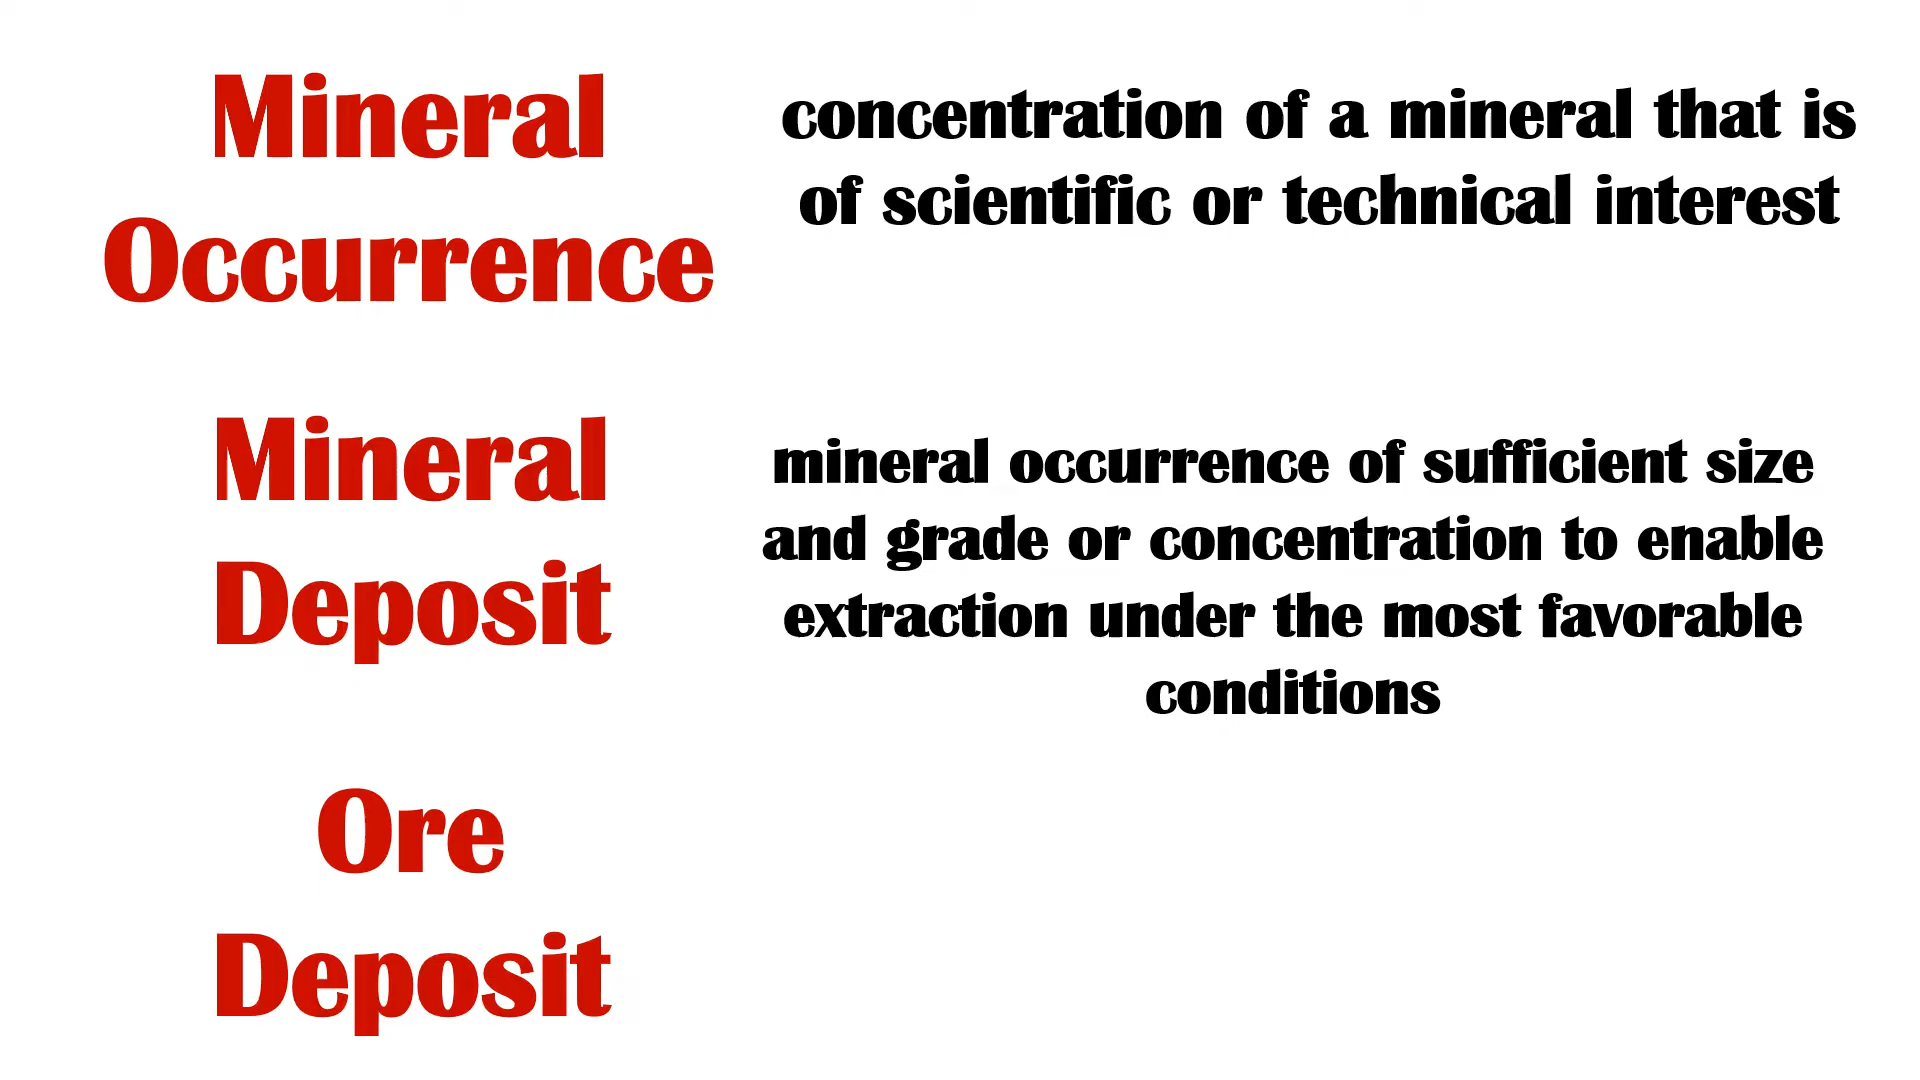 Mineral
Occurrence
concentration of a mineral that is
of scientific or technical interest
Mineral
Deposit
mineral occurrence of sufficient size
and grade or concentration to enable
extraction under the most favorable
conditions
Ore
Deposit